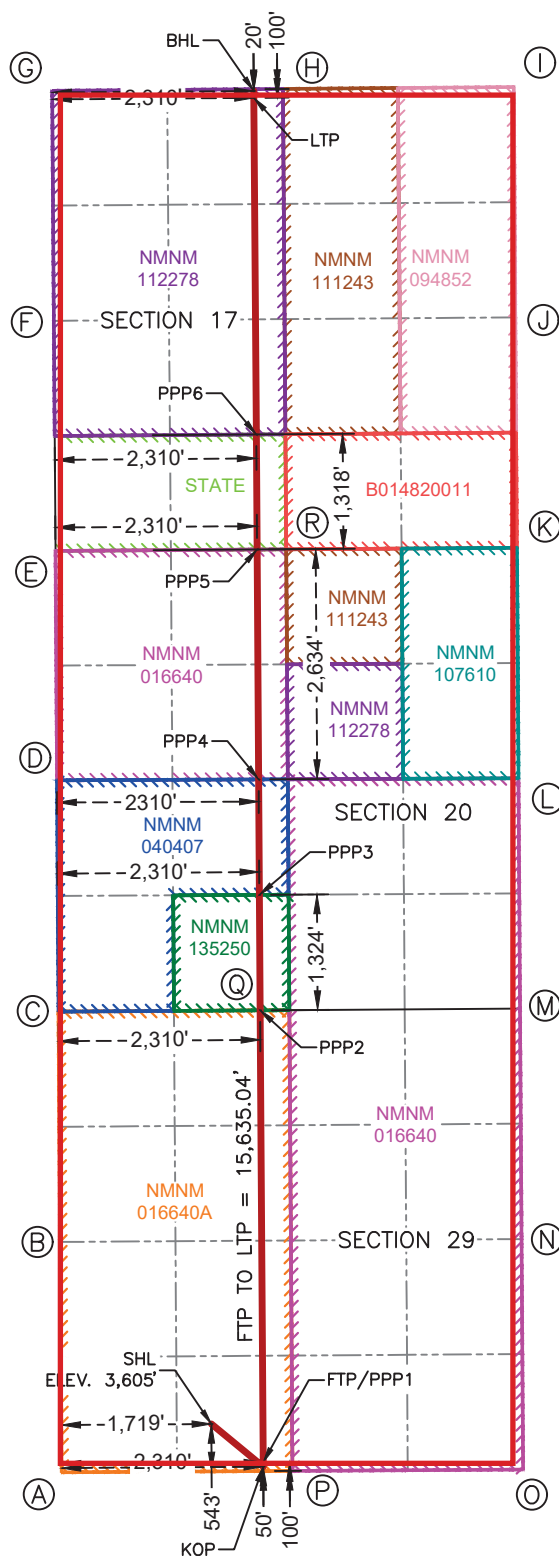 BHL
20'
100'
G
H
I
2,310'
LTP
NMNM
112278
NMNM
111243
NMNM
094852
F
SECTION 17
J
PPP6
2,310'
STATE
1,318'
B014820011
2,310'
R
K
E
PPP5
NMNM
111243
NMNM
016640
2,634'
NMNM
107610
NMNM
112278
PPP4
D
L
2310'
SECTION 20
NMNM
040407
PPP3
2,310'
NMNM
135250
1,324'
Q
C
M
PPP2
2,310'
FTP TO LTP = 15,635.04'
NMNM
016640
NMNM
016640A
B
SECTION 29
N
SHL
ELEV. 3,605'
FTP/PPP1
1,719'
2,310'
A
P
O
543'
50'
100'
KOP